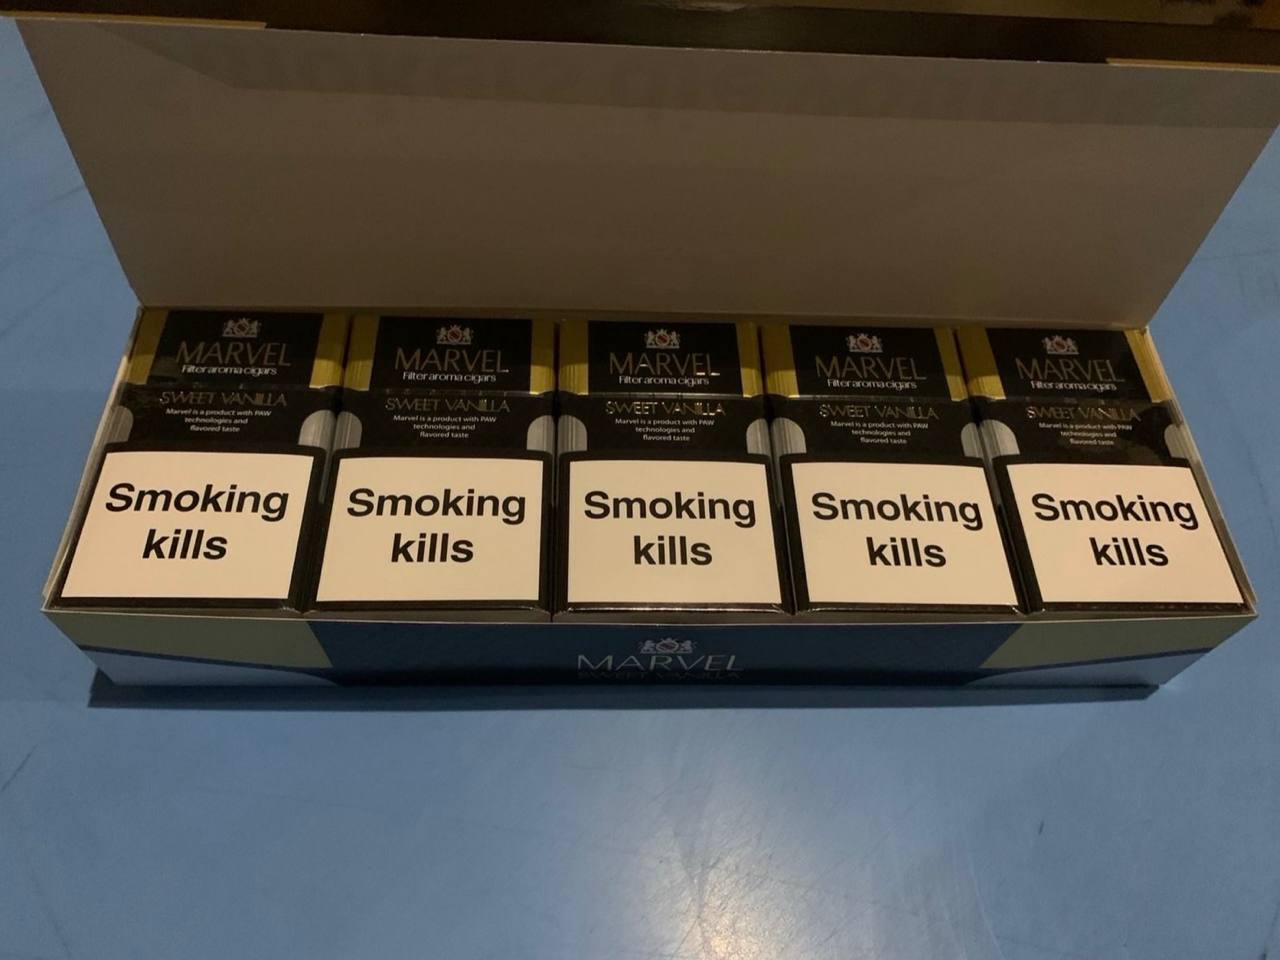 MARVEL
Filter aroma cigars
SWEET VANILLA
Marvel is a product with PAW
technologies and
flavored taste
Smoking
kills
MARVEL
Filter aroma cigars
SWEET VANILLA
Marvel is a product with PAW
technologies and
flavored taste
Smoking
kills
MARVEL
Filter aroma cigars
SWEET VANILLA
Marvel is a product with PAW
technologies and
flavored taste
Smoking
kills
MARVEL
Filter aroma cigars
SWEET VANILLA
Marvel is a product with PAW
technologies and
flavored taste
Smoking
kills
MARVEL
Filter aroma cigars
SWEET VANILLA
Marvel is a product with PAW
technologies and
flavored taste
Smoking
kills
MARVEL
SWEET VANILLA